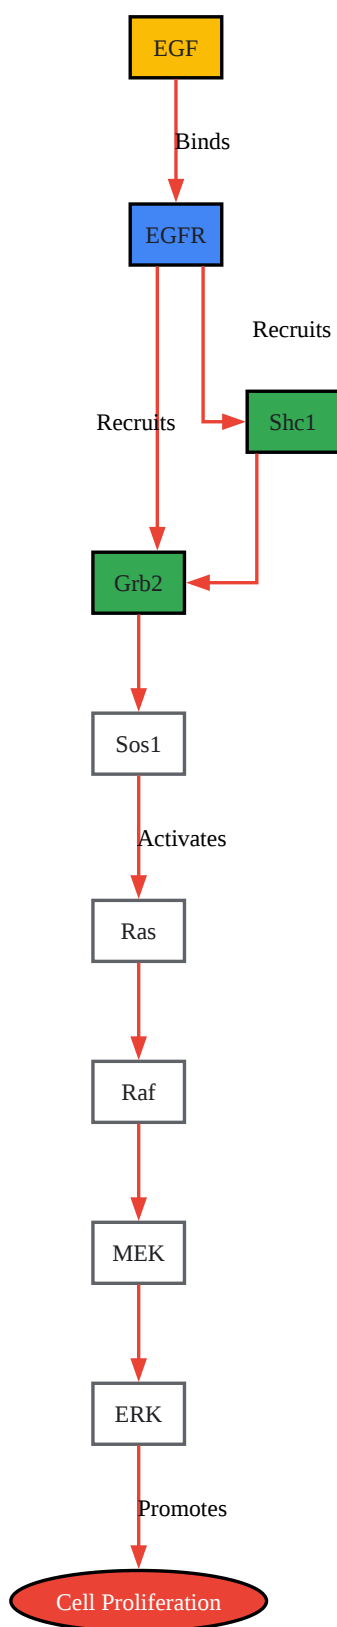 EGF
Binds
EGFR
Recruits
Recruits
Shc1
Grb2
Sos1
Activates
Ras
Raf
MEK
ERK
Promotes
Cell Proliferation